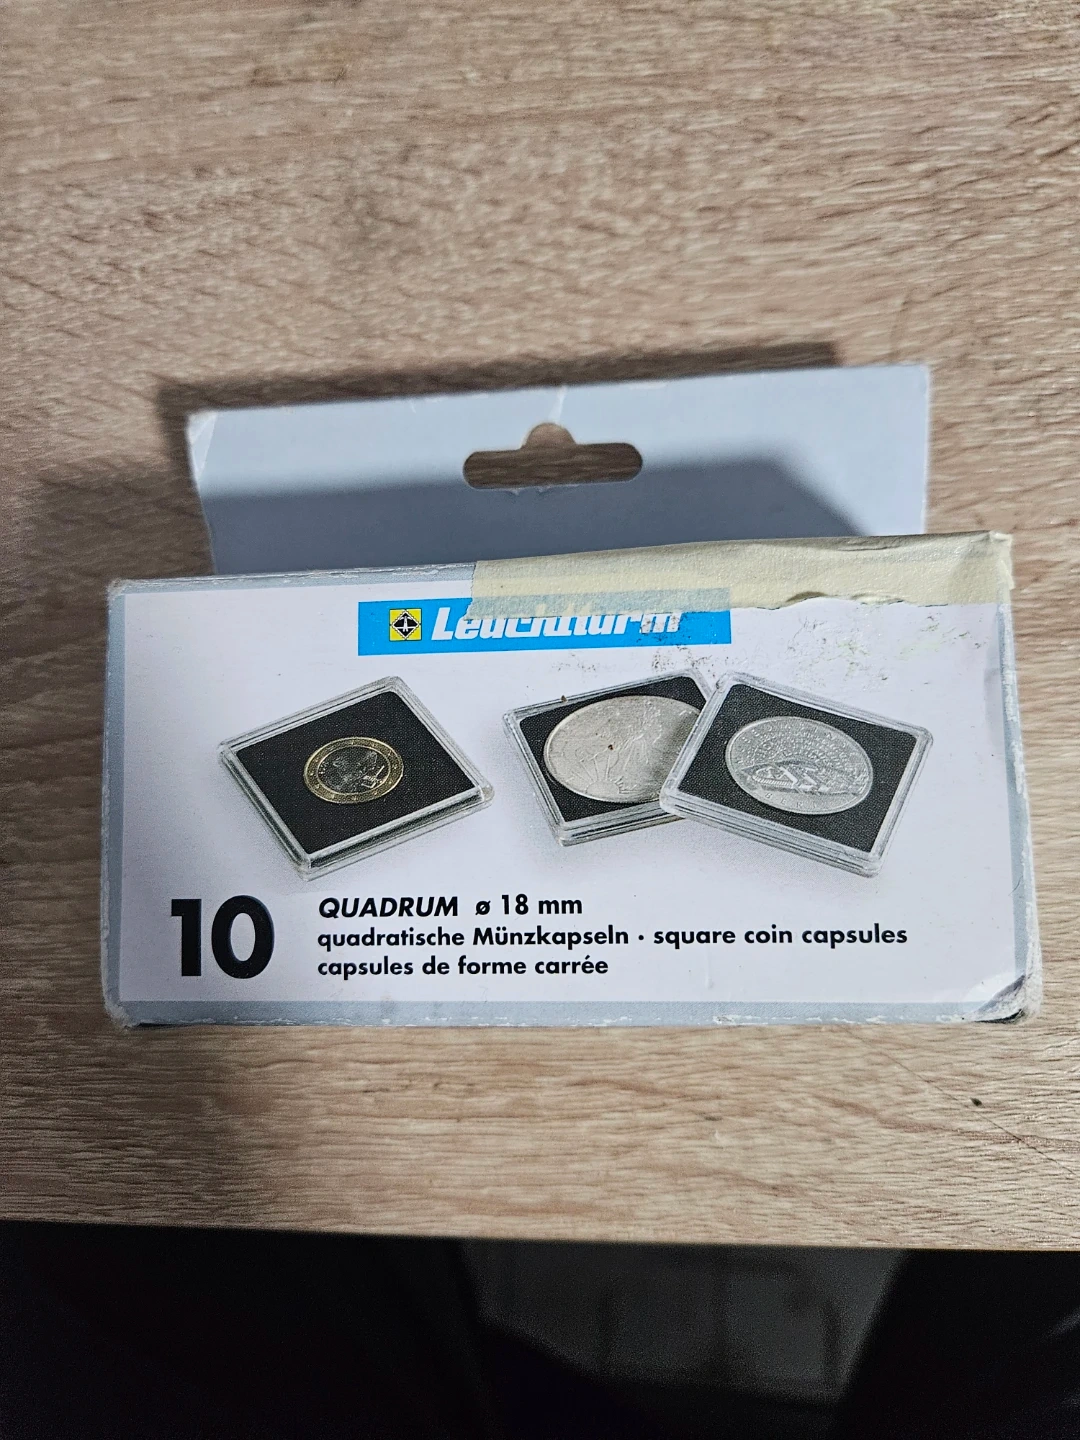 Leuchtturm
10
QUADRUM ø 18 mm
quadratische Münzkapseln · square coin capsules
capsules de forme carrée